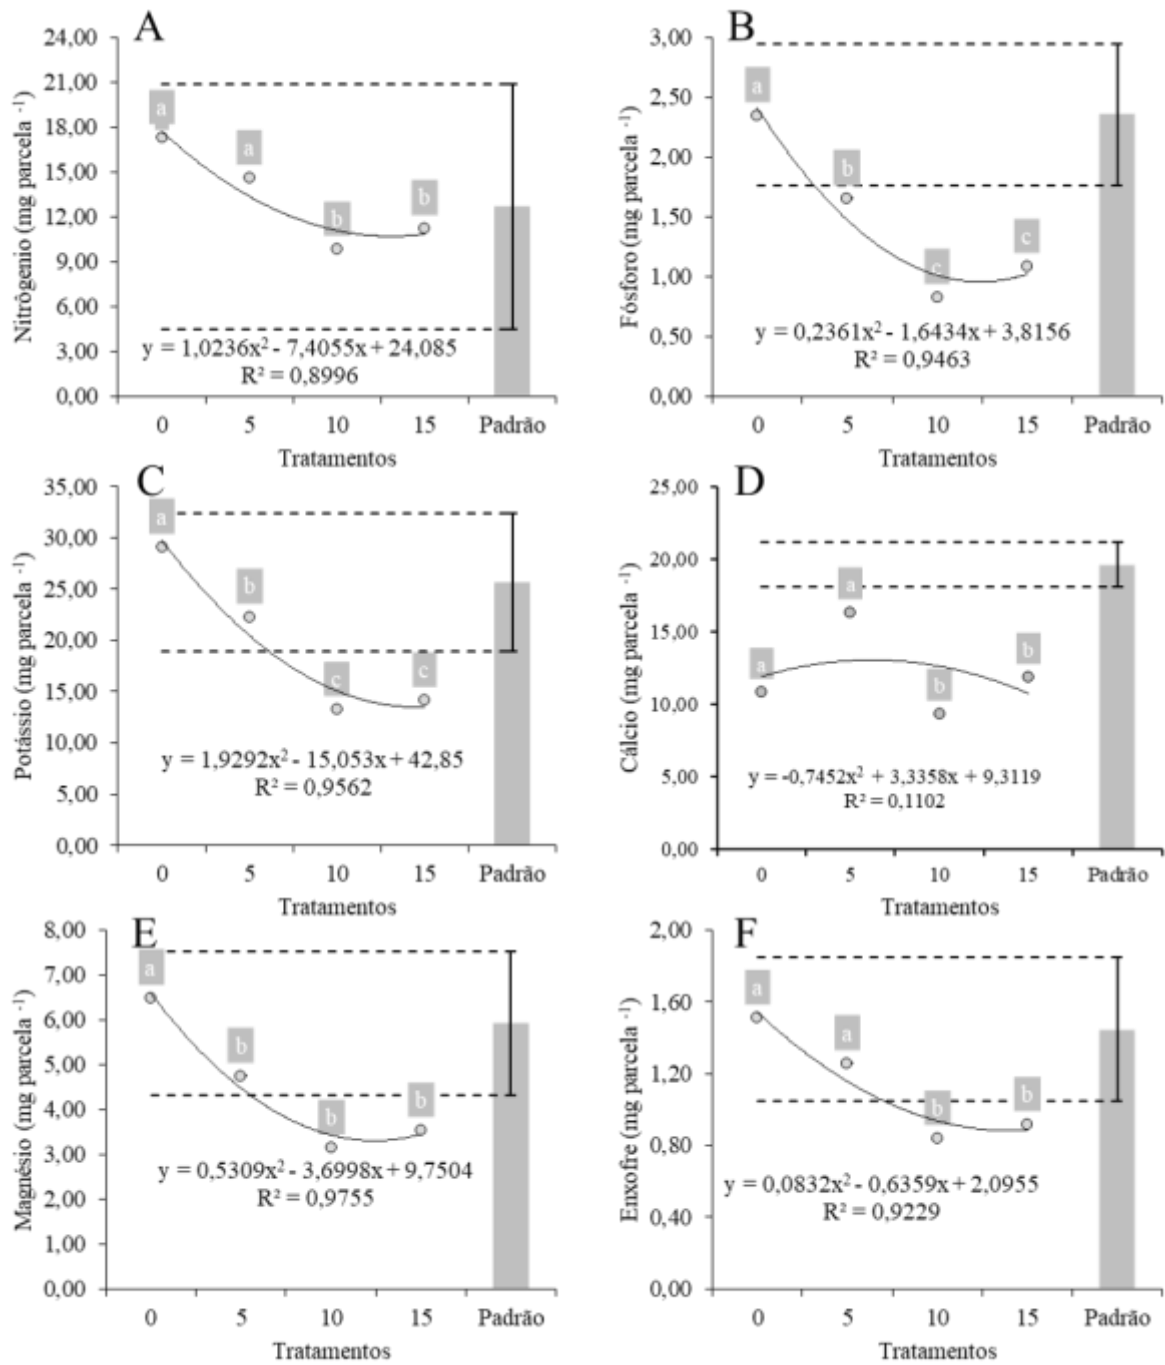 A
24,00
21,00
18,00
15,00
12,00
9,00
6,00
3,00
0,00
Nitrôgenio (mg parcela -1)
a
a
b
b
y = 1,0236x2 - 7,4055x + 24,085
R² = 0,8996
0 5 10 15 Padrão
Tratamentos
B
3,00
2,50
2,00
1,50
1,00
0,50
0,00
Fósforo (mg parcela -1)
a
b
c
c
y = 0,2361x2 - 1,6434x + 3,8156
R² = 0,9463
0 5 10 15 Padrão
Tratamentos
C
35,00
30,00
25,00
20,00
15,00
10,00
5,00
0,00
Potássio (mg parcela -1)
a
b
c
c
y = 1,9292x2 - 15,053x + 42,85
R² = 0,9562
0 5 10 15 Padrão
Tratamentos
D
25,00
20,00
15,00
10,00
5,00
0,00
Cálcio (mg parcela -1)
a
a
b
b
y = -0,7452x2 + 3,3358x + 9,3119
R² = 0,1102
0 5 10 15 Padrão
Tratamentos
E
8,00
7,00
6,00
5,00
4,00
3,00
2,00
1,00
0,00
Magnésio (mg parcela -1)
a
b
b
b
y = 0,5309x2 - 3,6998x + 9,7504
R² = 0,9755
0 5 10 15 Padrão
Tratamentos
F
2,00
1,60
1,20
0,80
0,40
0,00
Enxofre (mg parcela -1)
a
a
b
b
y = 0,0832x2 - 0,6359x + 2,0955
R² = 0,9229
0 5 10 15 Padrão
Tratamentos